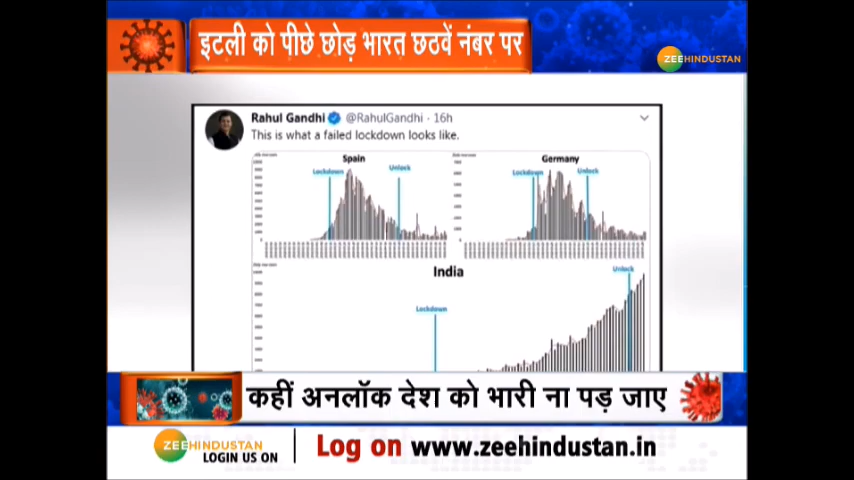 इटली को पीछे छोड़ भारत छठवें नंबर पर
ZEEHINDUSTAN
Rahul Gandhi @RahulGandhi · 16h
This is what a failed lockdown looks like.
Spain
Lockdown
Unlock
Germany
Lockdown
Unlock
India
Lockdown
Unlock
कहीं अनलॉक देश को भारी ना पड़ जाए
ZEEHINDUSTAN
LOGIN US ON
Log on www.zeehindustan.in